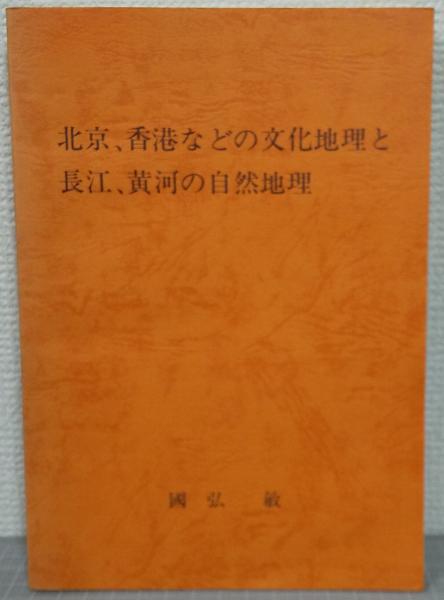 北京、香港などの文化地理と
長江、黄河の自然地理
國弘 敏